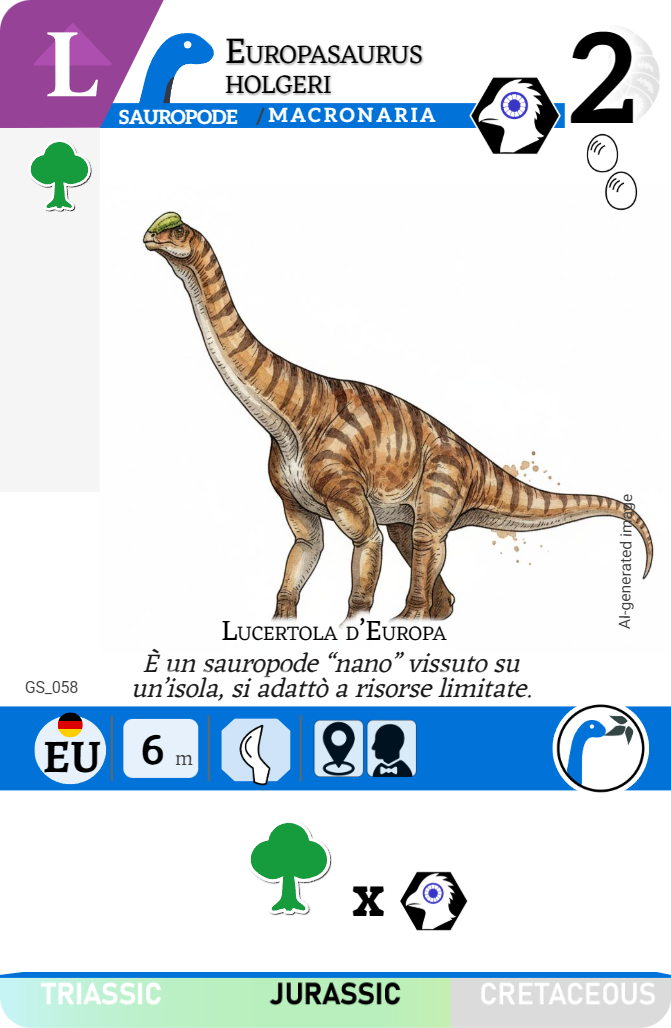 L
EUROPASAURUS
HOLGERI
2
SAUROPODE / MACRONARIA
AI-generated image
LUCERTOLA D’EUROPA
È un sauropode “nano” vissuto su
un’isola, si adattò a risorse limitate.
GS_058
EU
6 m
x
TRIASSIC JURASSIC CRETACEOUS